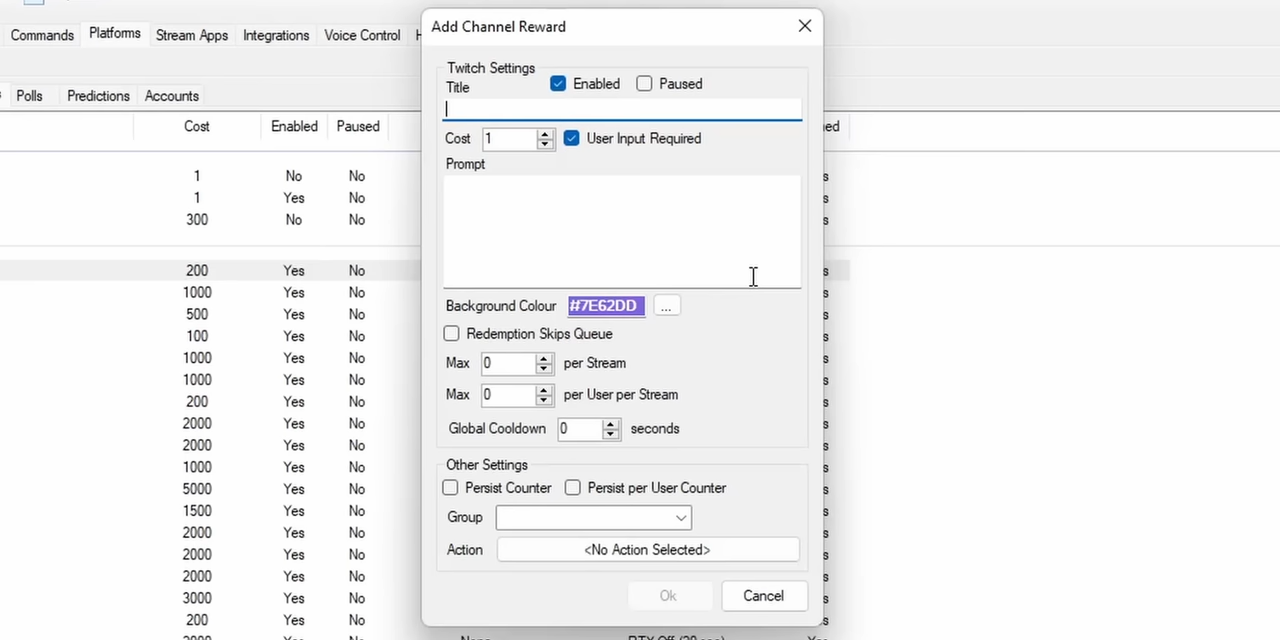 Add Channel Reward
Commands Platforms Stream Apps Integrations Voice Control
Polls Predictions Accounts
Cost Enabled Paused
1 No No
1 Yes No
300 No No
200 Yes No
1000 Yes No
500 Yes No
100 Yes No
1000 Yes No
1000 Yes No
200 Yes No
2000 Yes No
2000 Yes No
1000 Yes No
5000 Yes No
1500 Yes No
2000 Yes No
2000 Yes No
2000 Yes No
3000 Yes No
200 Yes No
Twitch Settings
Title Enabled Paused
Cost 1 User Input Required
Prompt
Background Colour #7E62DD ...
Redemption Skips Queue
Max 0 per Stream
Max 0 per User per Stream
Global Cooldown 0 seconds
Other Settings
Persist Counter Persist per User Counter
Group
Action <No Action Selected>
Ok Cancel